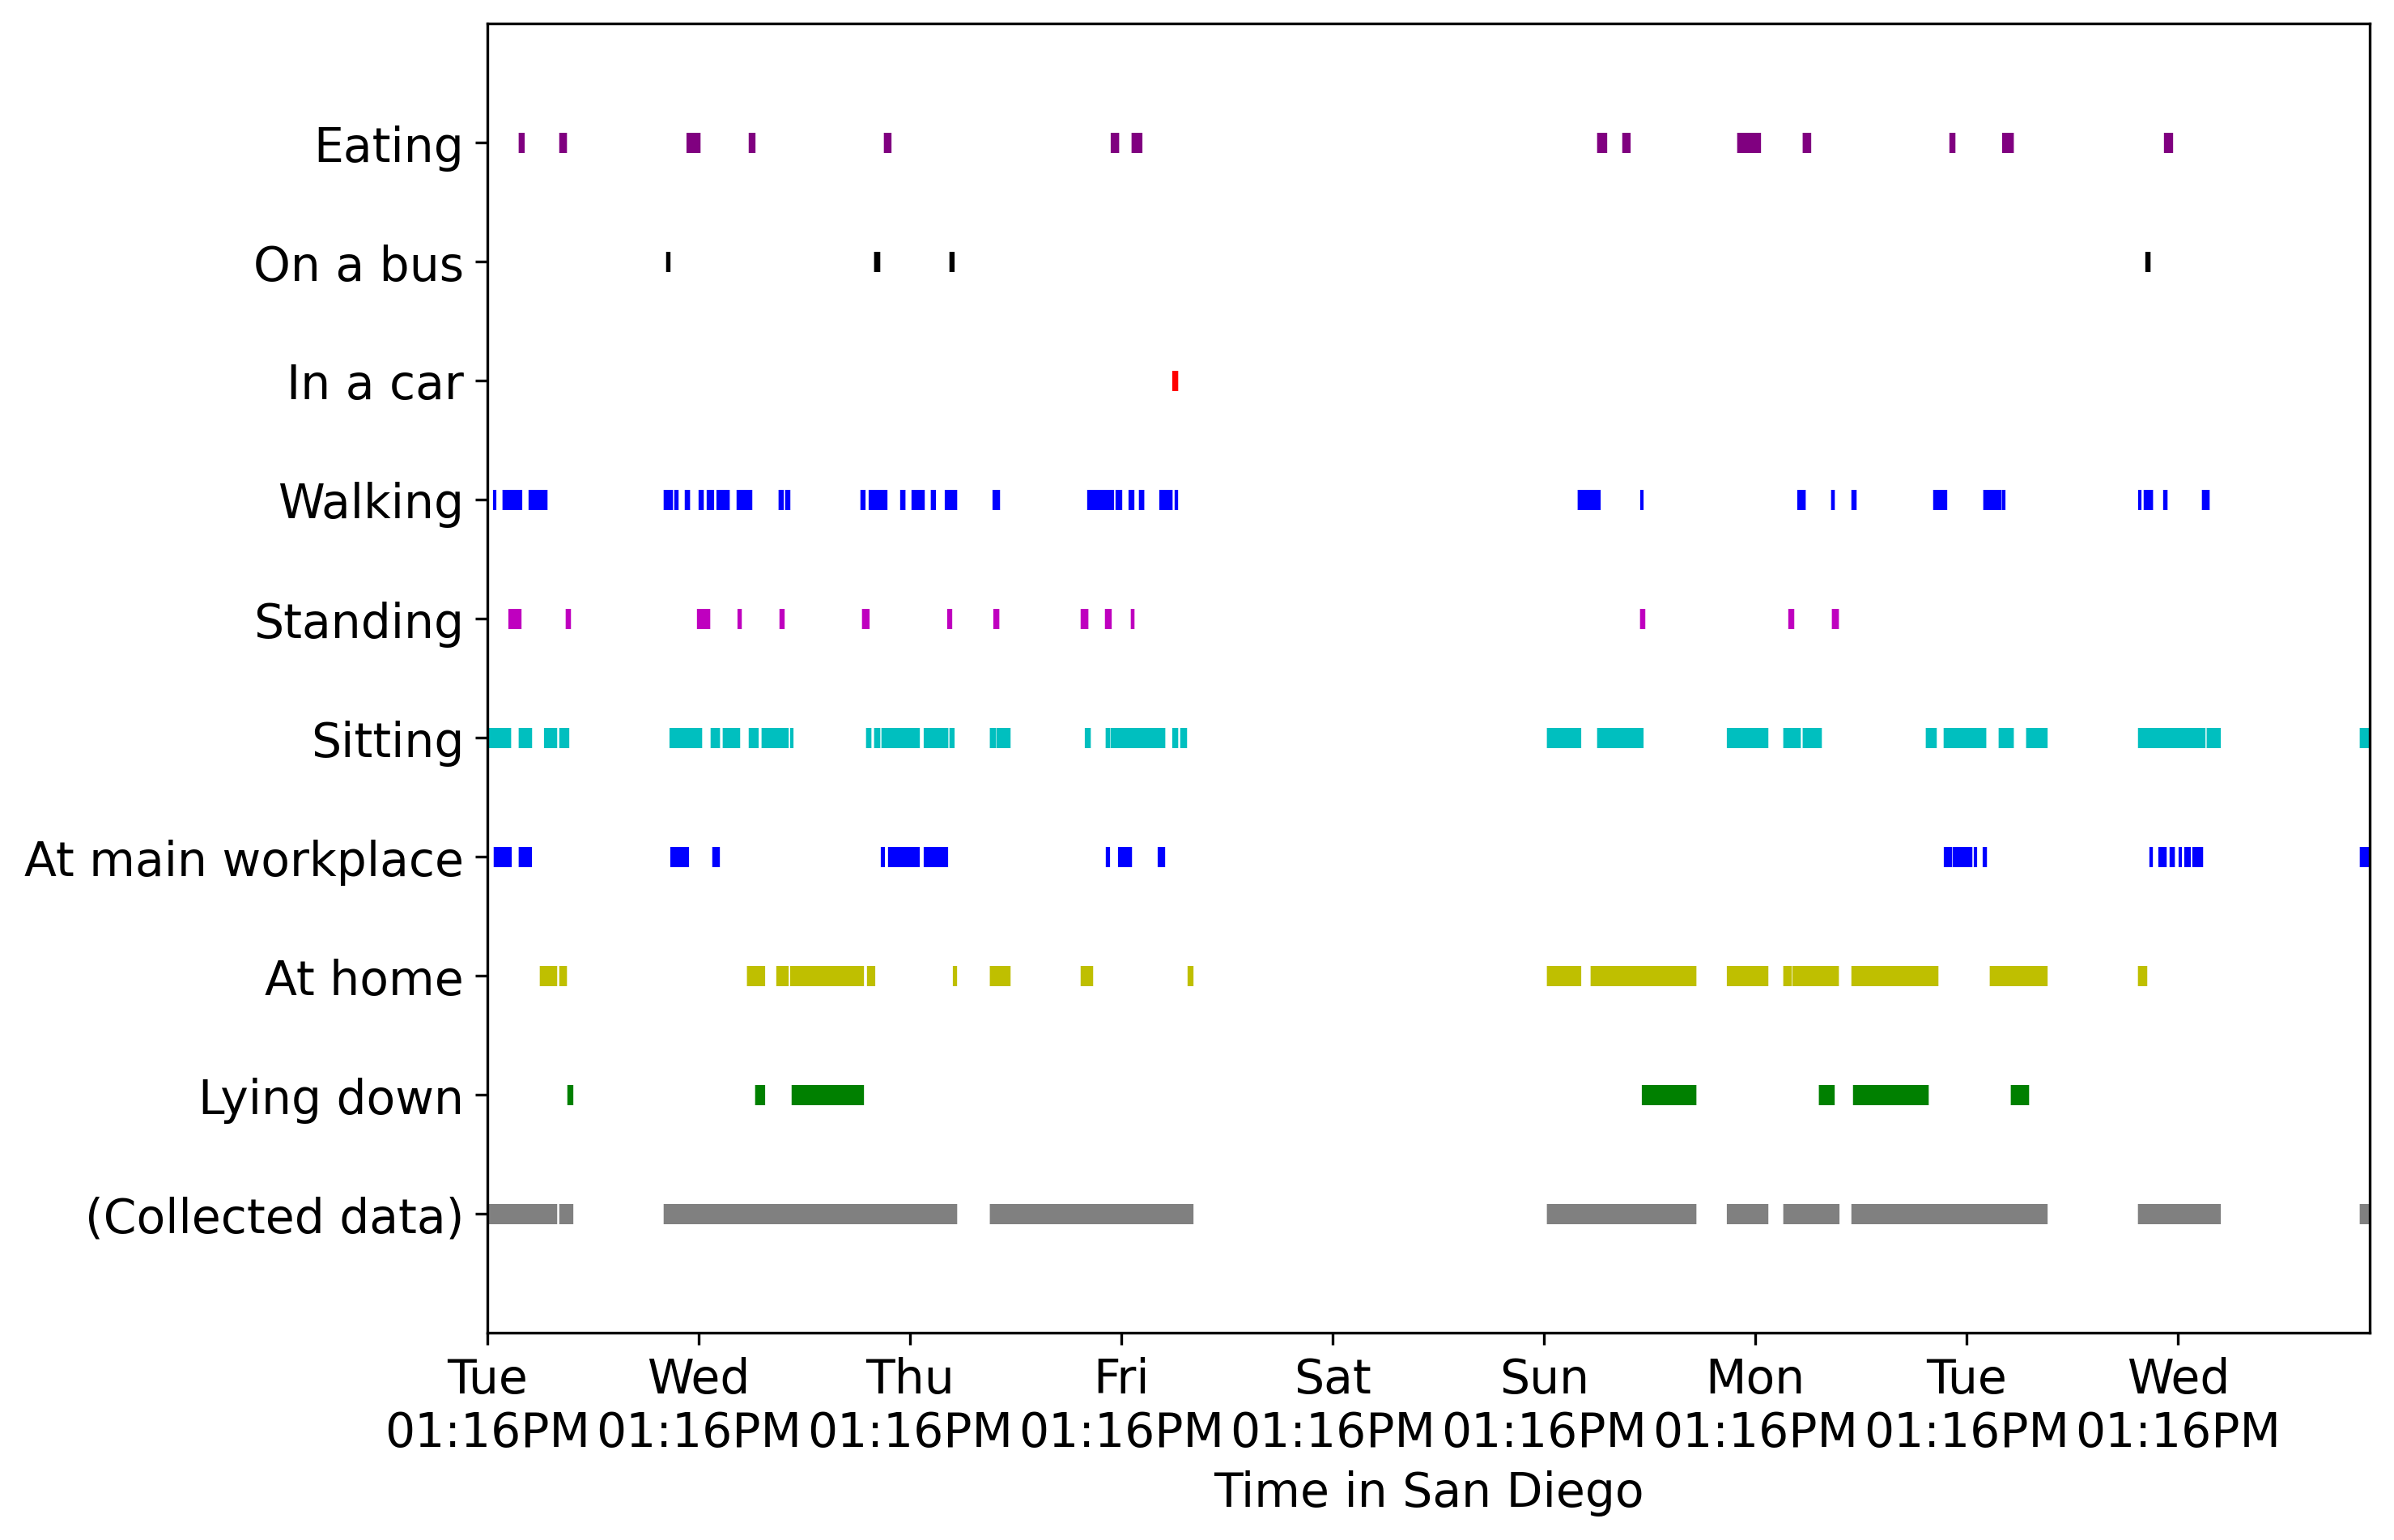 Eating
On a bus
In a car
Walking
Standing
Sitting
At main workplace
At home
Lying down
(Collected data)
Tue Wed Thu Fri Sat Sun Mon Tue Wed
01:16PM 01:16PM 01:16PM 01:16PM 01:16PM 01:16PM 01:16PM 01:16PM 01:16PM
Time in San Diego